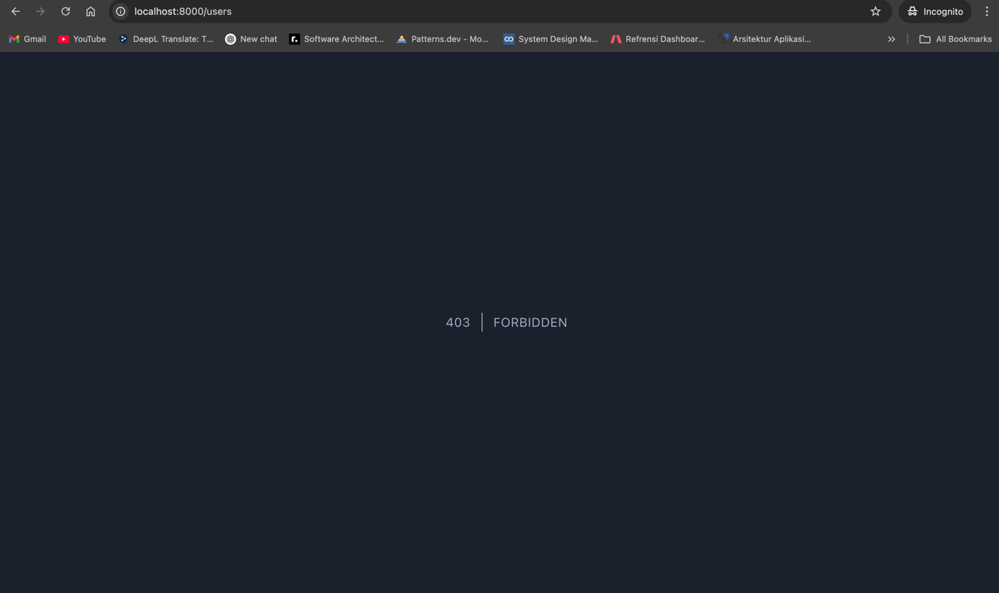 localhost:8000/users
Incognito
Gmail
YouTube
DeepL Translate: T...
New chat
Software Architect...
Patterns.dev - Mo...
System Design Ma...
Refrensi Dashboar...
Arsitektur Aplikasi...
All Bookmarks
403
FORBIDDEN